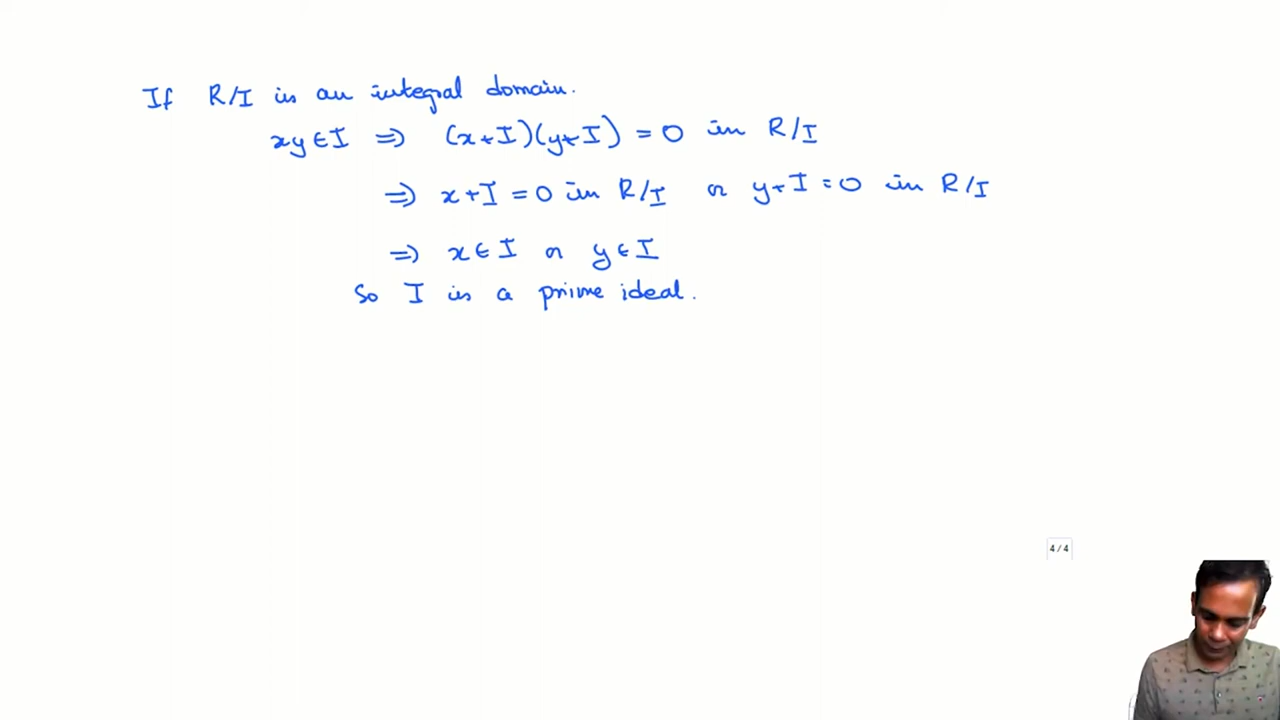 If R/I is an integral domain.
xy ∈ I ⇒ (x+I)(y+I) = 0 in R/I
⇒ x+I = 0 in R/I or y+I = 0 in R/I
⇒ x ∈ I or y ∈ I
So I is a prime ideal.
4/4